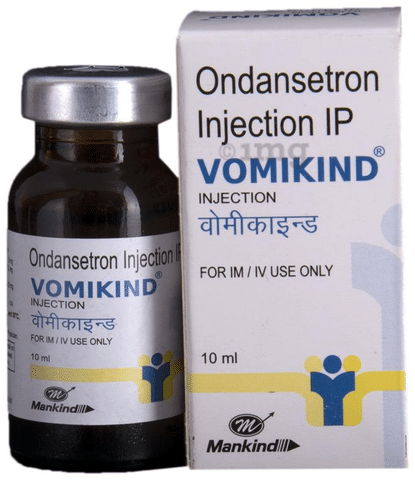 Ondansetron
Injection IP
VOMIKIND®
INJECTION
वोमीकाइन्ड
FOR IM / IV USE ONLY
10 ml
Mankind
Ondansetron Injection IP
VOMIKIND®
INJECTION
वोमीकाइन्ड
FOR IM / IV USE ONLY
10 ml
Mankind